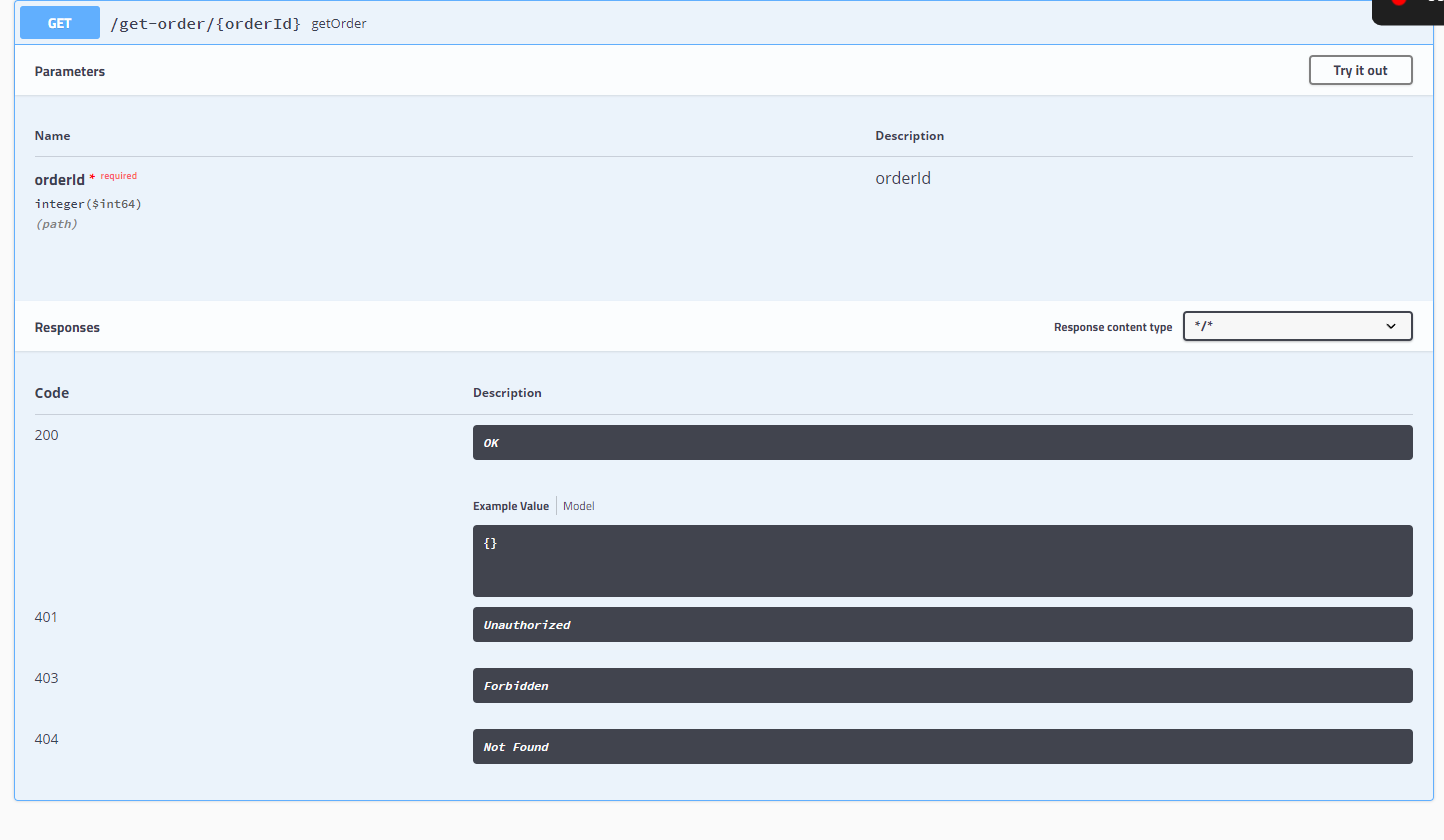 GET /get-order/{orderId} getOrder
Parameters
Try it out
Name Description
orderId * required orderId
integer($int64)
(path)
Responses Response content type */*
Code Description
200 OK
Example Value Model
{}
401 Unauthorized
403 Forbidden
404 Not Found